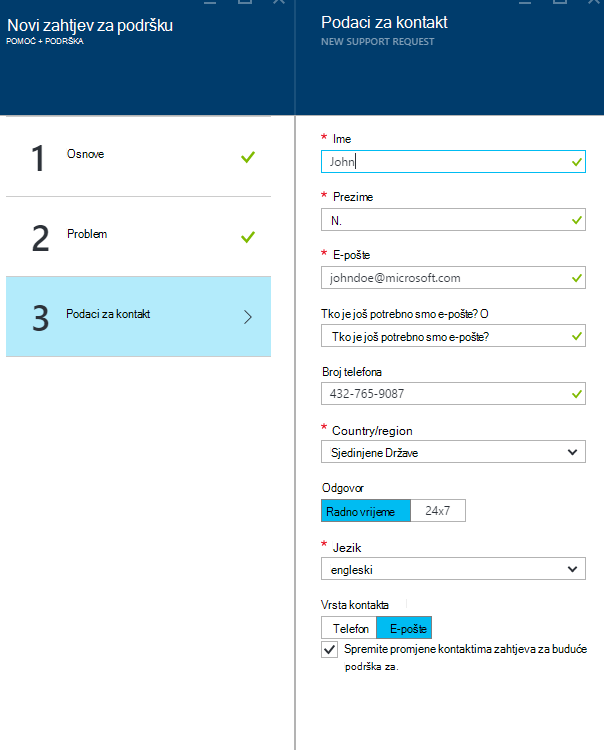 Novi zahtjev za podršku
POMOĆ + PODRŠKA
1 Osnove
2 Problem
3 Podaci za kontakt
Podaci za kontakt
NEW SUPPORT REQUEST
* Ime
John
* Prezime
N.
* E-pošte
johndoe@microsoft.com
Tko je još potrebno smo e-pošte? O
Tko je još potrebno smo e-pošte?
Broj telefona
432-765-9087
* Country/region
Sjedinjene Države
Odgovor
Radno vrijeme 24x7
* Jezik
engleski
Vrsta kontakta
Telefon E-pošte
Spremite promjene kontaktima zahtjeva za buduće
podrška za.